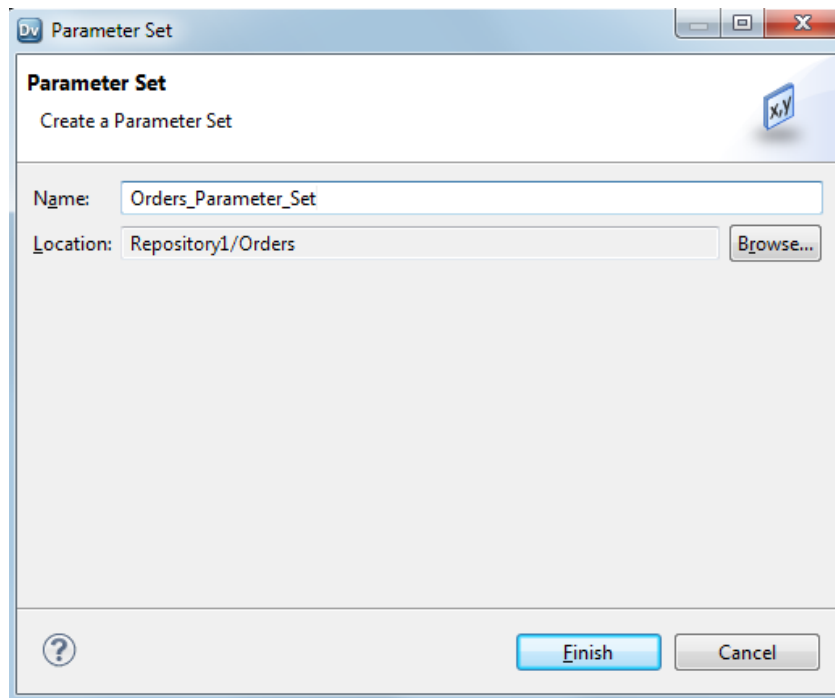 Dv Parameter Set
Parameter Set
Create a Parameter Set
x,y
Name: Orders_Parameter_Set
Location: Repository1/Orders Browse...
? Finish Cancel